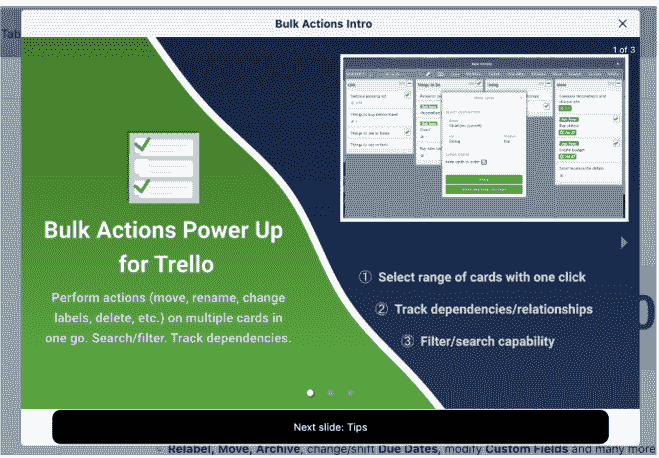 Bulk Actions Intro
Tab
1 of 3
Bulk Actions Power Up
for Trello
Perform actions (move, rename, change
labels, delete, etc.) on multiple cards in
one go. Search/filter. Track dependencies.
① Select range of cards with one click
② Track dependencies/relationships
③ Filter/search capability
Next slide: Tips
Relabel, Move, Archive, change/shift Due Dates, modify Custom Fields and many more